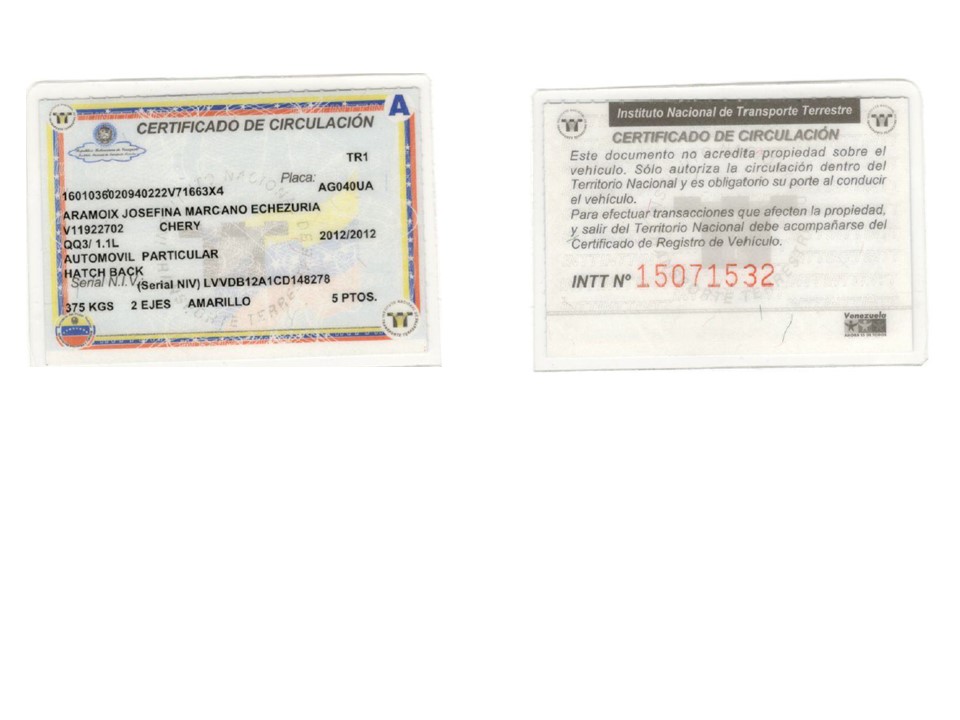 A
CERTIFICADO DE CIRCULACIÓN
TR1
Placa:
160103602094022V71663X4 AG040UA
ARAMOIX JOSEFINA MARCANO ECHEZURIA
V11922702 CHERY
QQ3/ 1.1L 2012/2012
AUTOMOVIL PARTICULAR
HATCH BACK
Serial N.I.V. (Serial NIV) LVVDB12A1CD148278
375 KGS 2 EJES AMARILLO 5 PTOS.
Instituto Nacional de Transporte Terrestre
CERTIFICADO DE CIRCULACIÓN
Este documento no acredita propiedad sobre el
vehículo. Sólo autoriza la circulación dentro del
Territorio Nacional y es obligatorio su porte al conducir
el vehículo.
Para efectuar transacciones que afecten la propiedad,
y salir del Territorio Nacional debe acompañarse del
Certificado de Registro de Vehículo.
INTT Nº 15071532
Venezuela